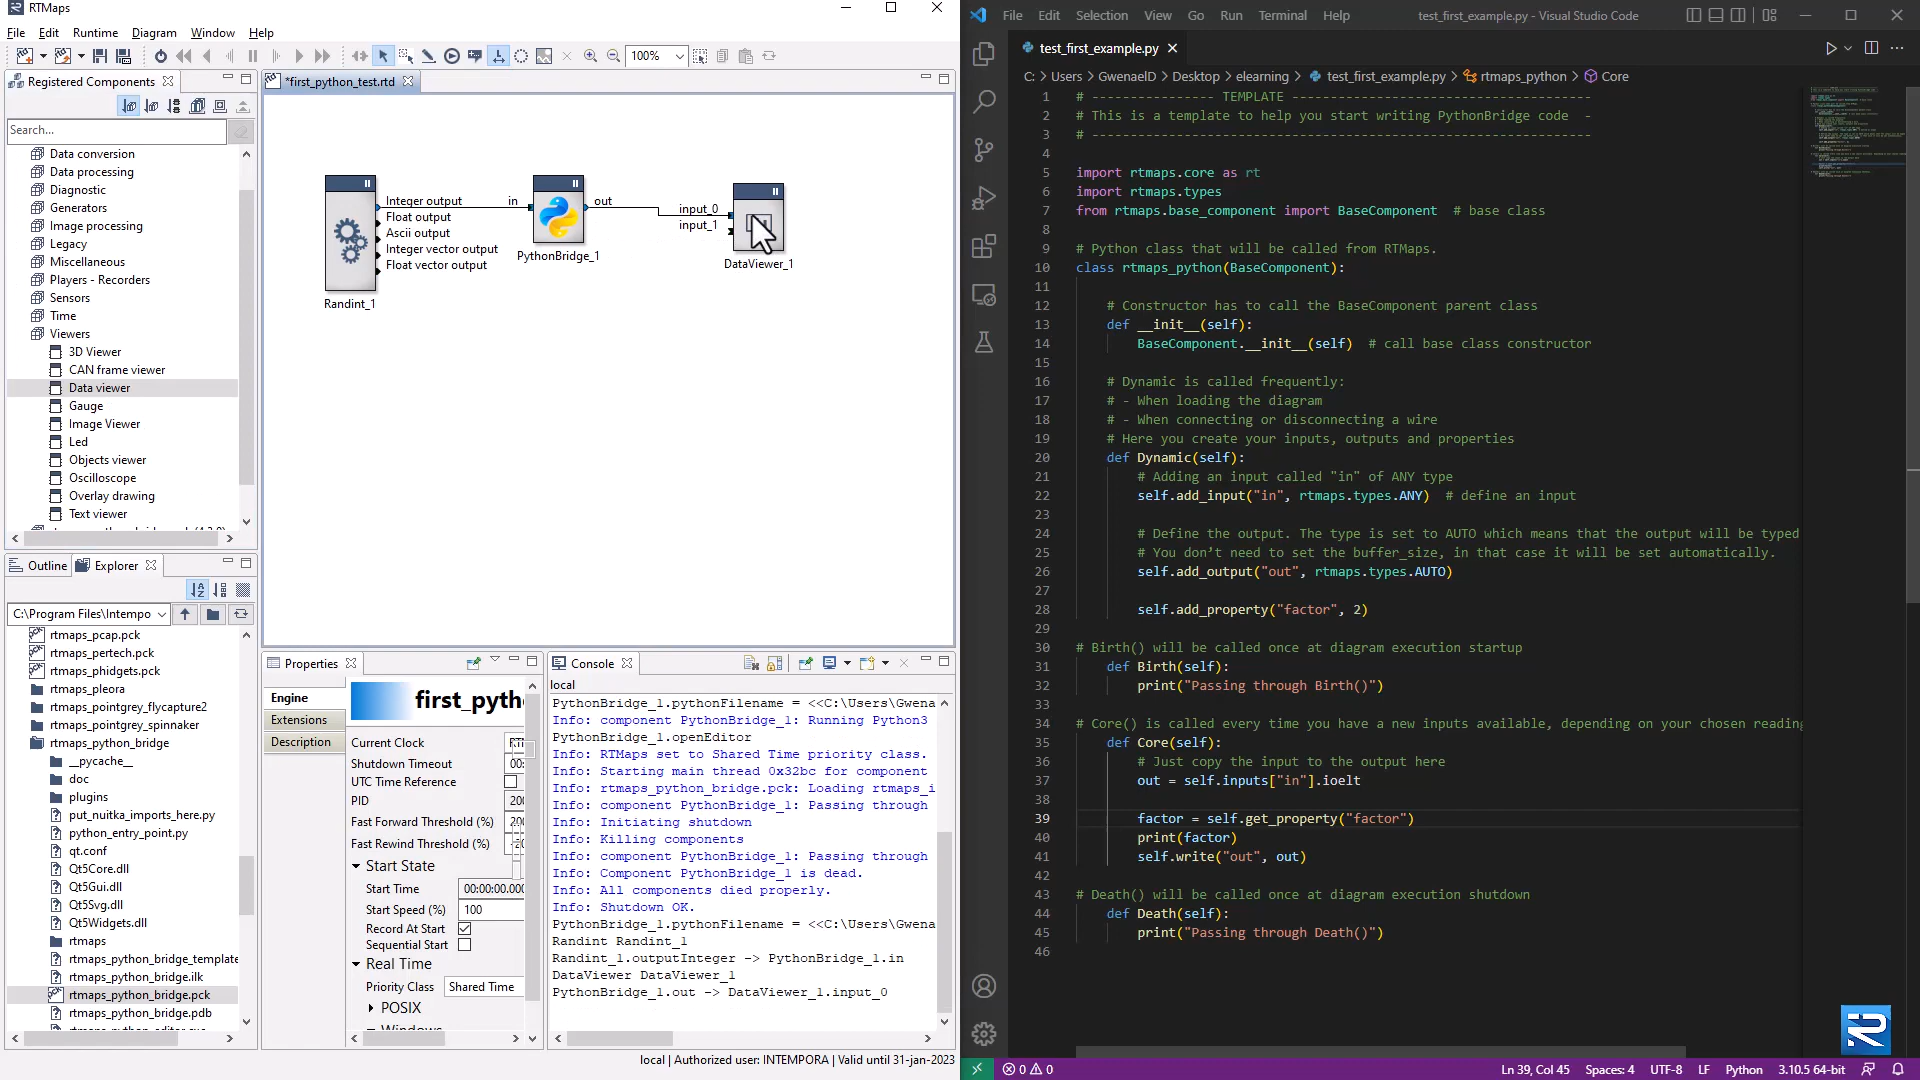 RTMaps
File Edit Runtime Diagram Window Help
100%
Registered Components
*first_python_test.rtd
Search...
Data conversion
Data processing
Diagnostic
Generators
Image processing
Legacy
Miscellaneous
Players - Recorders
Sensors
Time
Viewers
3D Viewer
CAN frame viewer
Data viewer
Gauge
Image Viewer
Led
Objects viewer
Oscilloscope
Overlay drawing
Text viewer
Integer output
Float output
Ascii output
Integer vector output
Float vector output
Randint_1
in
out
PythonBridge_1
input_0
input_1
DataViewer_1
Outline Explorer
C:\Program Files\Intempo
rtmaps_pcap.pck
rtmaps_pertech.pck
rtmaps_phidgets.pck
rtmaps_pleora
rtmaps_pointgrey_flycapture2
rtmaps_pointgrey_spinnaker
rtmaps_python_bridge
__pycache__
doc
plugins
put_nuitka_imports_here.py
python_entry_point.py
qt.conf
Qt5Core.dll
Qt5Gui.dll
Qt5Svg.dll
Qt5Widgets.dll
rtmaps
rtmaps_python_bridge_template
rtmaps_python_bridge.ilk
rtmaps_python_bridge.pck
rtmaps_python_bridge.pdb
Properties
Engine
Extensions
Description
first_pyth
Current Clock
Shutdown Timeout 00:
UTC Time Reference
PID 200
Fast Forward Threshold (%) 200
Fast Rewind Threshold (%)
Start State
Start Time 00:00:00.000
Start Speed (%) 100
Record At Start
Sequential Start
Real Time
Priority Class Shared Time
POSIX
Windows
Console
local
PythonBridge_1.pythonFilename = <<C:\Users\Gwena
Info: component PythonBridge_1: Running Python3
PythonBridge_1.openEditor
Info: RTMaps set to Shared Time priority class.
Info: Starting main thread 0x32bc for component
Info: rtmaps_python_bridge.pck: Loading rtmaps_i
Info: component PythonBridge_1: Passing through
Info: Initiating shutdown
Info: Killing components
Info: component PythonBridge_1: Passing through
Info: Component PythonBridge_1 is dead.
Info: All components died properly.
Info: Shutdown OK.
PythonBridge_1.pythonFilename = <<C:\Users\Gwena
Randint Randint_1
Randint_1.outputInteger -> PythonBridge_1.in
DataViewer DataViewer_1
PythonBridge_1.out -> DataViewer_1.input_0
local | Authorized user: INTEMPORA | Valid until 31-jan-2023
File Edit Selection View Go Run Terminal Help test_first_example.py - Visual Studio Code
test_first_example.py
C: > Users > GwenaelD > Desktop > elearning > test_first_example.py > rtmaps_python > Core
1 # --------------- TEMPLATE ---------------------------------------
2 # This is a template to help you start writing PythonBridge code -
3 # -----------------------------------------------------------------
4
5 import rtmaps.core as rt
6 import rtmaps.types
7 from rtmaps.base_component import BaseComponent # base class
8
9 # Python class that will be called from RTMaps.
10 class rtmaps_python(BaseComponent):
11
12 # Constructor has to call the BaseComponent parent class
13 def __init__(self):
14 BaseComponent.__init__(self) # call base class constructor
15
16 # Dynamic is called frequently:
17 # - When loading the diagram
18 # - When connecting or disconnecting a wire
19 # Here you create your inputs, outputs and properties
20 def Dynamic(self):
21 # Adding an input called "in" of ANY type
22 self.add_input("in", rtmaps.types.ANY) # define an input
23
24 # Define the output. The type is set to AUTO which means that the output will be typed
25 # You don’t need to set the buffer_size, in that case it will be set automatically.
26 self.add_output("out", rtmaps.types.AUTO)
27
28 self.add_property("factor", 2)
29
30 # Birth() will be called once at diagram execution startup
31 def Birth(self):
32 print("Passing through Birth()")
33
34 # Core() is called every time you have a new inputs available, depending on your chosen reading
35 def Core(self):
36 # Just copy the input to the output here
37 out = self.inputs["in"].ioelt
38
39 factor = self.get_property("factor")
40 print(factor)
41 self.write("out", out)
42
43 # Death() will be called once at diagram execution shutdown
44 def Death(self):
45 print("Passing through Death()")
46
0 0 Ln 39, Col 45 Spaces: 4 UTF-8 LF Python 3.10.5 64-bit